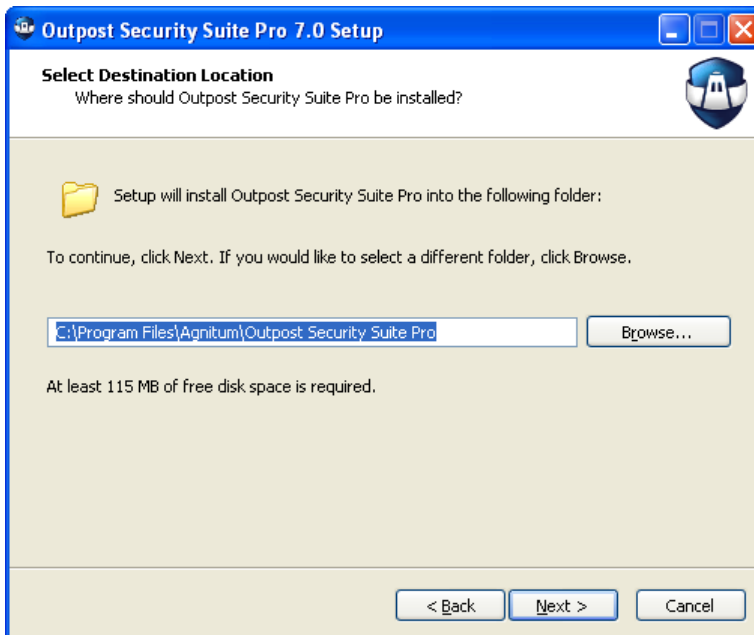 Outpost Security Suite Pro 7.0 Setup
Select Destination Location
Where should Outpost Security Suite Pro be installed?
Setup will install Outpost Security Suite Pro into the following folder:
To continue, click Next. If you would like to select a different folder, click Browse.
C:\Program Files\Agnitum\Outpost Security Suite Pro
Browse...
At least 115 MB of free disk space is required.
< Back Next > Cancel